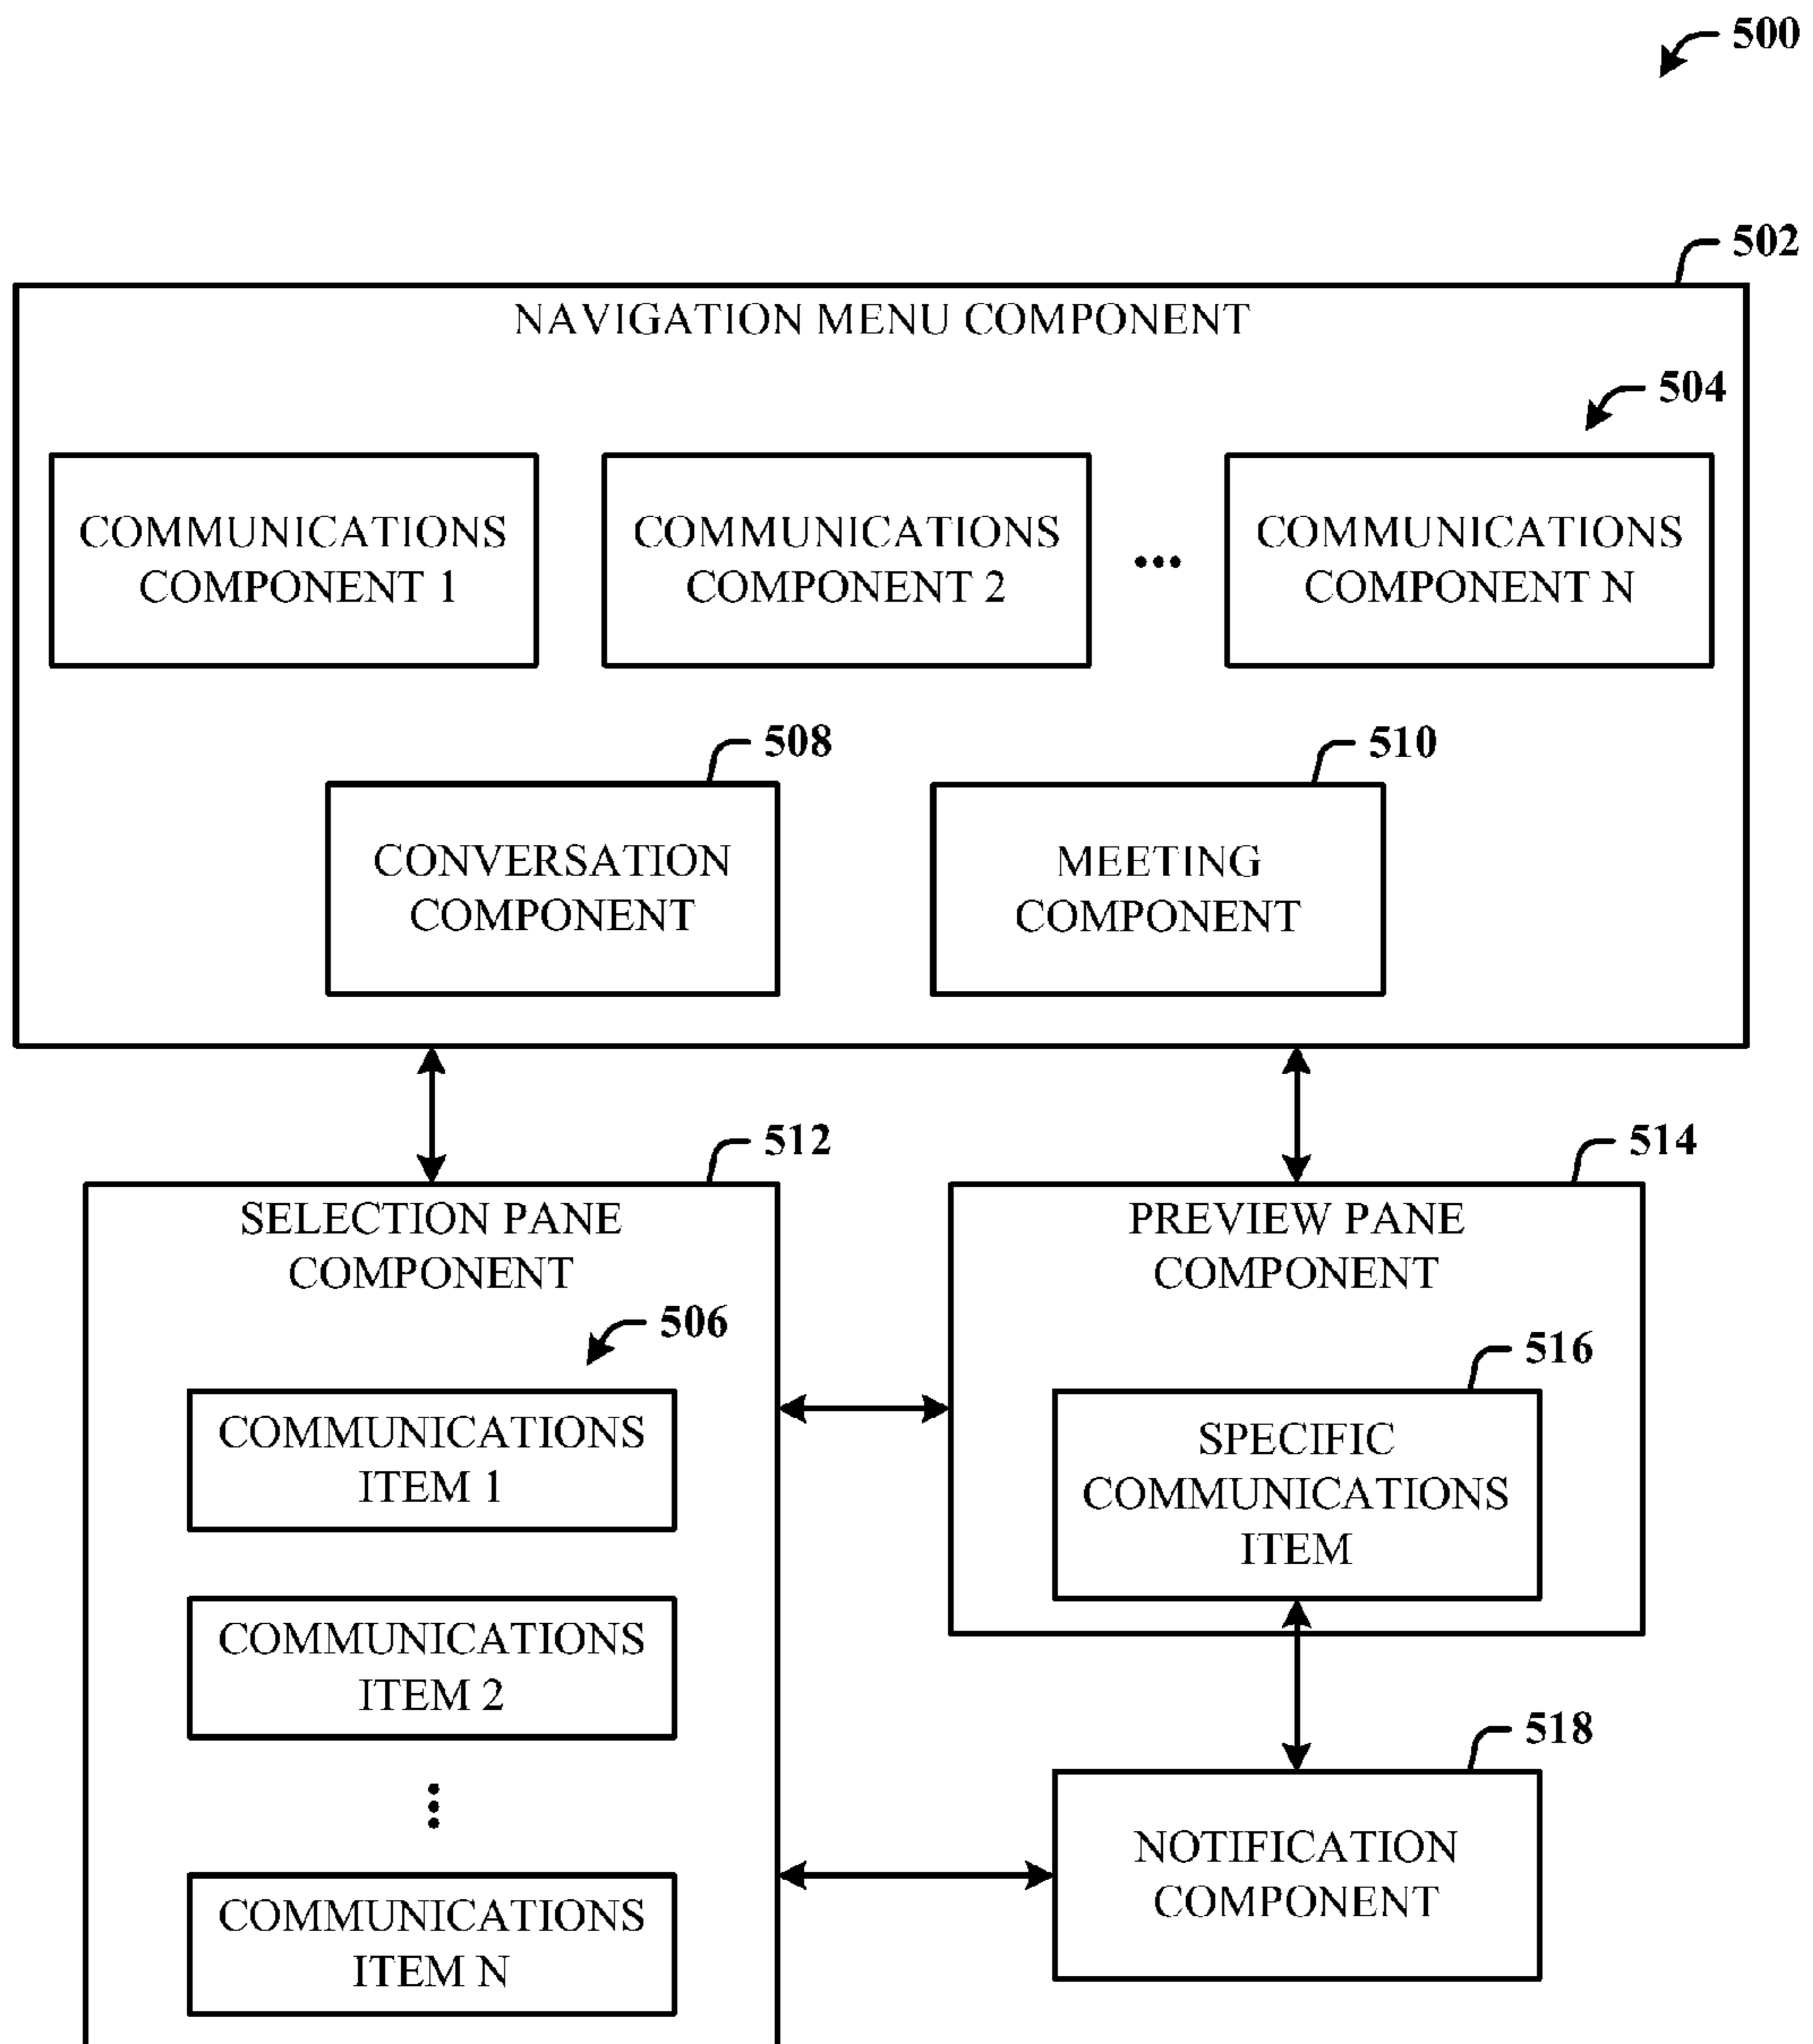 500
502
NAVIGATION MENU COMPONENT
504
COMMUNICATIONS
COMPONENT 1
COMMUNICATIONS
COMPONENT 2
...
COMMUNICATIONS
COMPONENT N
508
CONVERSATION
COMPONENT
510
MEETING
COMPONENT
512
SELECTION PANE
COMPONENT
506
COMMUNICATIONS
ITEM 1
COMMUNICATIONS
ITEM 2
COMMUNICATIONS
ITEM N
514
PREVIEW PANE
COMPONENT
516
SPECIFIC
COMMUNICATIONS
ITEM
518
NOTIFICATION
COMPONENT